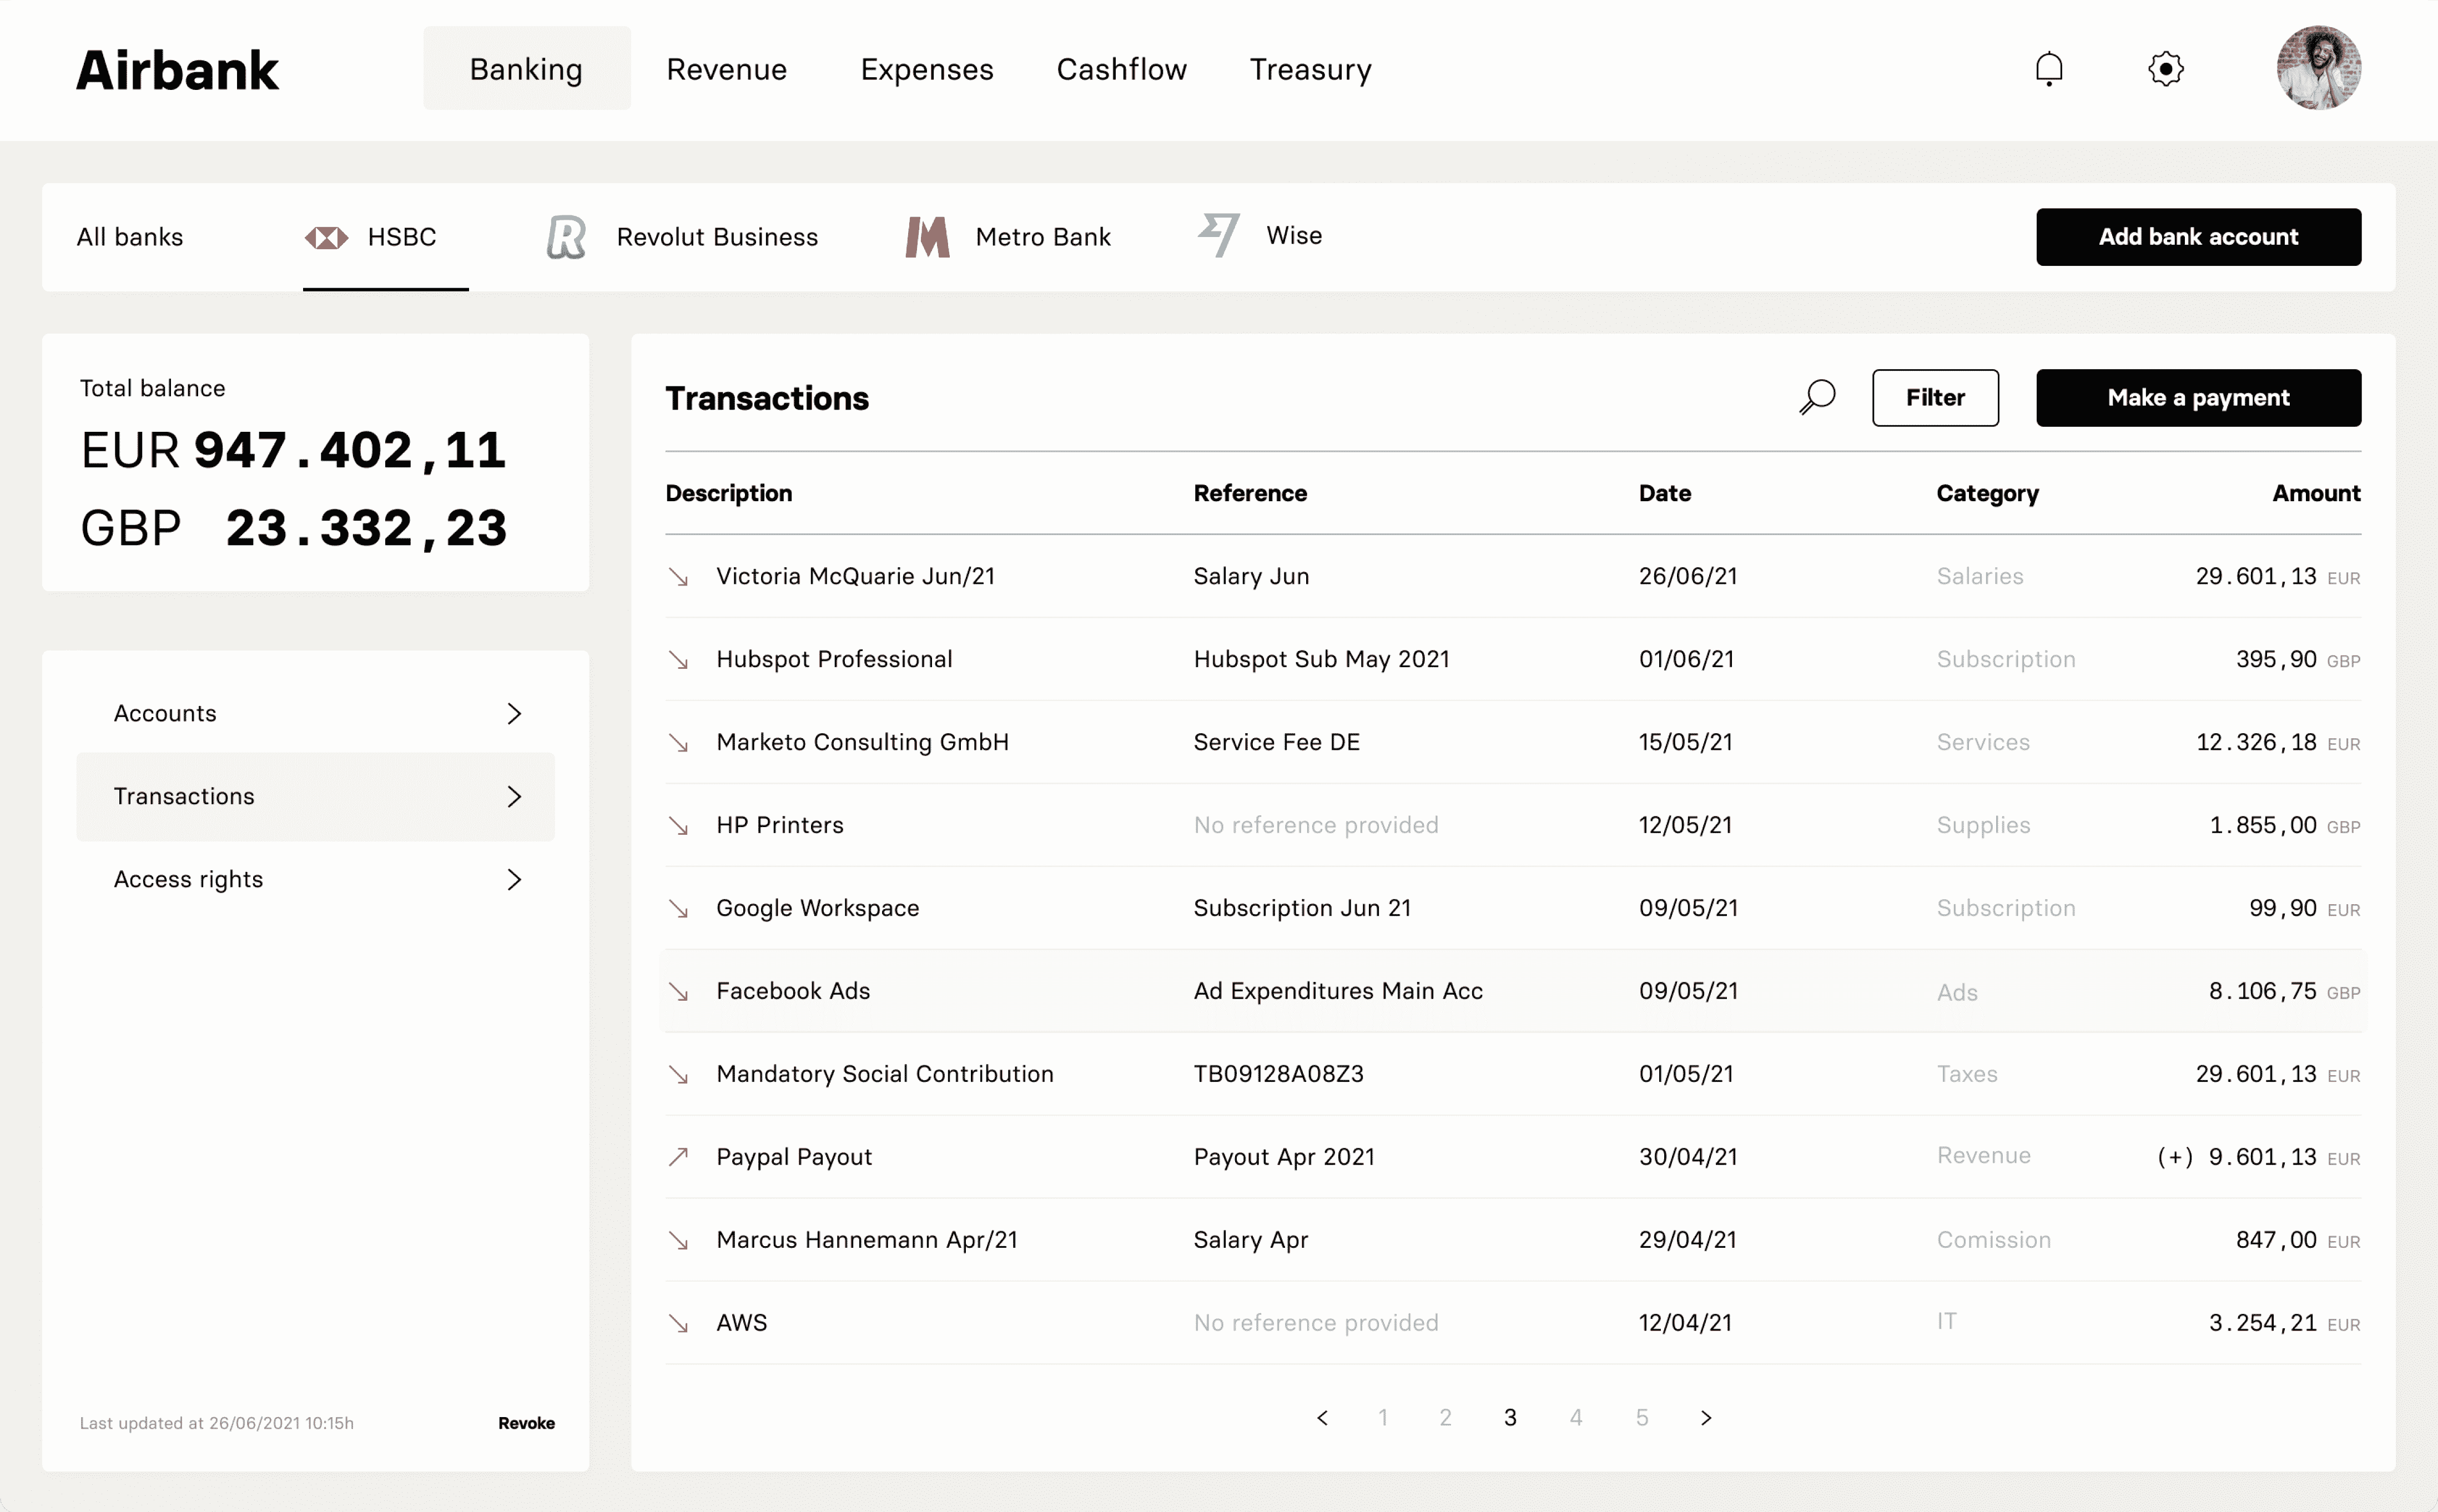 Airbank Banking Revenue Expenses Cashflow Treasury
All banks HSBC Revolut Business Metro Bank Wise Add bank account
Total balance
EUR 947.402,11
GBP 23.332,23
Accounts
Transactions
Access rights
Last updated at 26/06/2021 10:15h Revoke
Transactions Filter Make a payment
Description Reference Date Category Amount
Victoria McQuarie Jun/21 Salary Jun 26/06/21 Salaries 29.601,13 EUR
Hubspot Professional Hubspot Sub May 2021 01/06/21 Subscription 395,90 GBP
Marketo Consulting GmbH Service Fee DE 15/05/21 Services 12.326,18 EUR
HP Printers No reference provided 12/05/21 Supplies 1.855,00 GBP
Google Workspace Subscription Jun 21 09/05/21 Subscription 99,90 EUR
Facebook Ads Ad Expenditures Main Acc 09/05/21 Ads 8.106,75 GBP
Mandatory Social Contribution TB09128A08Z3 01/05/21 Taxes 29.601,13 EUR
Paypal Payout Payout Apr 2021 30/04/21 Revenue (+) 9.601,13 EUR
Marcus Hannemann Apr/21 Salary Apr 29/04/21 Comission 847,00 EUR
AWS No reference provided 12/04/21 IT 3.254,21 EUR
< 1 2 3 4 5 >